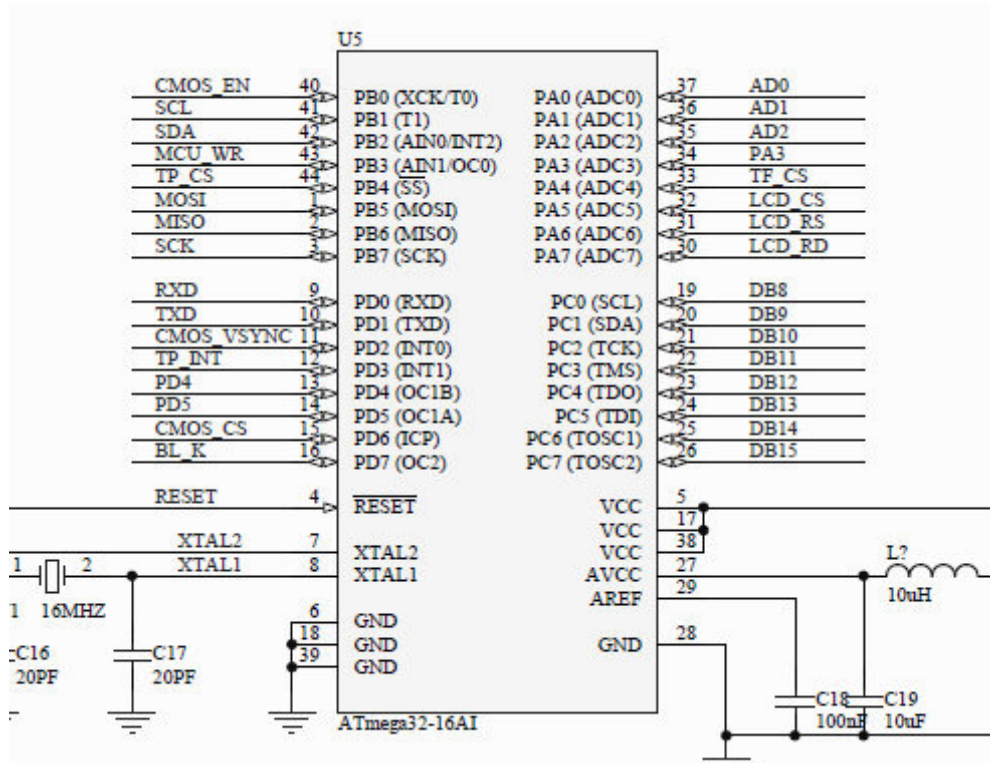 U5
CMOS_EN 40 PB0 (XCK/T0) PA0 (ADC0) 37 AD0
SCL 41 PB1 (T1) PA1 (ADC1) 36 AD1
SDA 42 PB2 (AIN0/INT2) PA2 (ADC2) 35 AD2
MCU_WR 43 PB3 (AIN1/OC0) PA3 (ADC3) 34 PA3
TP_CS 44 PB4 (SS) PA4 (ADC4) 33 TF_CS
MOSI 1 PB5 (MOSI) PA5 (ADC5) 32 LCD_CS
MISO 2 PB6 (MISO) PA6 (ADC6) 31 LCD_RS
SCK 3 PB7 (SCK) PA7 (ADC7) 30 LCD_RD
RXD 9 PD0 (RXD) PC0 (SCL) 19 DB8
TXD 10 PD1 (TXD) PC1 (SDA) 20 DB9
CMOS_VSYNC 11 PD2 (INT0) PC2 (TCK) 21 DB10
TP_INT 12 PD3 (INT1) PC3 (TMS) 22 DB11
PD4 13 PD4 (OC1B) PC4 (TDO) 23 DB12
PD5 14 PD5 (OC1A) PC5 (TDI) 24 DB13
CMOS_CS 15 PD6 (ICP) PC6 (TOSC1) 25 DB14
BL_K 16 PD7 (OC2) PC7 (TOSC2) 26 DB15
RESET 4 RESET VCC 5
VCC 17
XTAL2 7 XTAL2 VCC 38
1 2 XTAL1 8 XTAL1 AVCC 27 L?
1 16MHZ AREF 29 10uH
6 GND
18 GND GND 28
39 GND
C16 C17
20PF 20PF
C18 C19
100nF 10uF
ATmega32-16AI